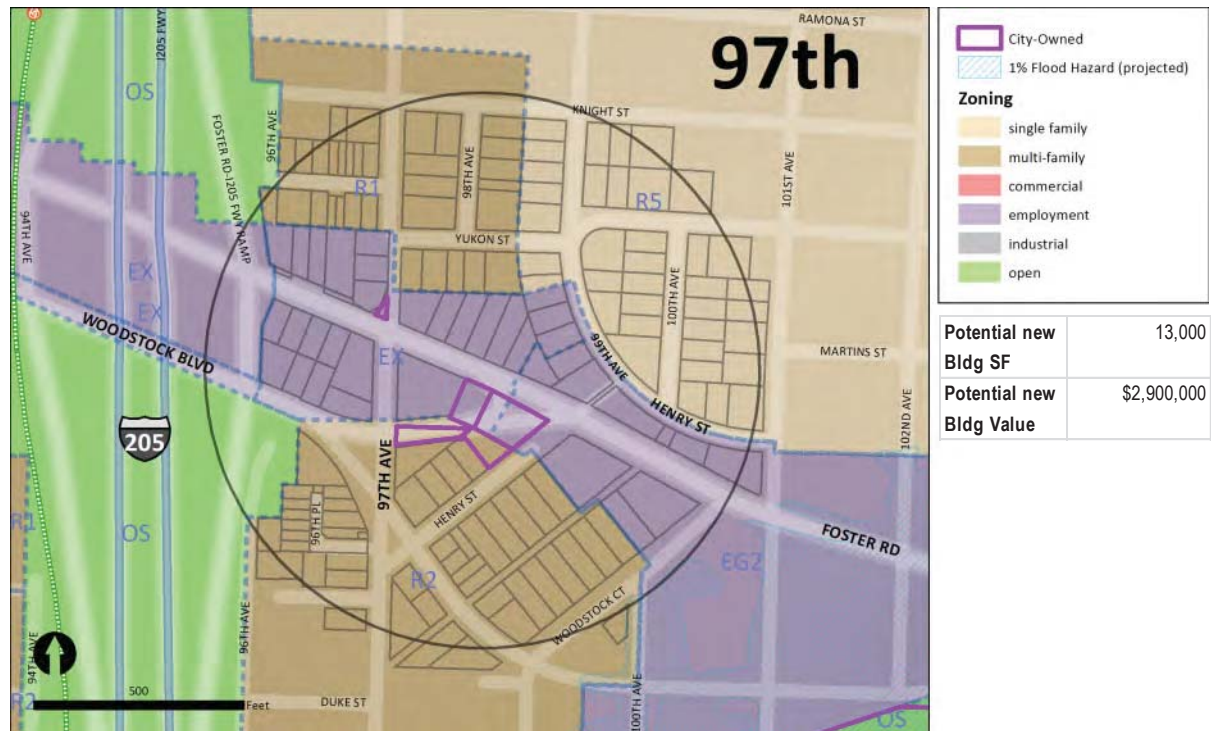 97th
RAMONA ST
I205 FWY
OS
KNIGHT ST
96TH AVE
FOSTER RD-I205 FWY RAMP
98TH AVE
101ST AVE
R1
R5
94TH AVE
YUKON ST
EX
EX
100TH AVE
WOODSTOCK BLVD
EX
99TH AVE
MARTINS ST
HENRY ST
102ND AVE
205
97TH AVE
R1
96TH PL
HENRY ST
OS
FOSTER RD
EG2
R2
WOODSTOCK CT
96TH AVE
94TH AVE
500
Feet
R2
DUKE ST
100TH AVE
OS
City-Owned
1% Flood Hazard (projected)
Zoning
single family
multi-family
commercial
employment
industrial
open
Potential new 13,000
Bldg SF
Potential new $2,900,000
Bldg Value